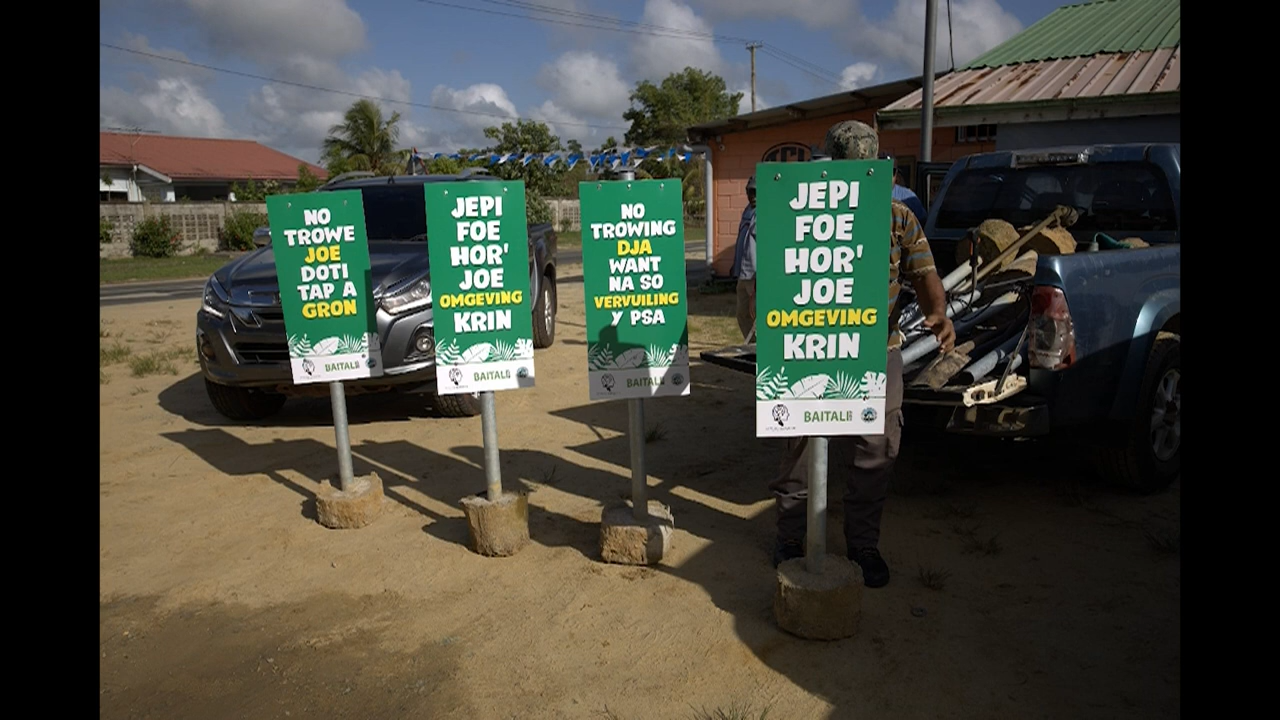 NO
TROWE
JOE
DOTI
TAP A
GRON
BAITALI
JEPI
FOE
HOR'
JOE
OMGEVING
KRIN
BAITALI
NO
TROWING
DJA
WANT
NA SO
VERVUILING
Y PSA
BAITALI
JEPI
FOE
HOR'
JOE
OMGEVING
KRIN
BAITALI